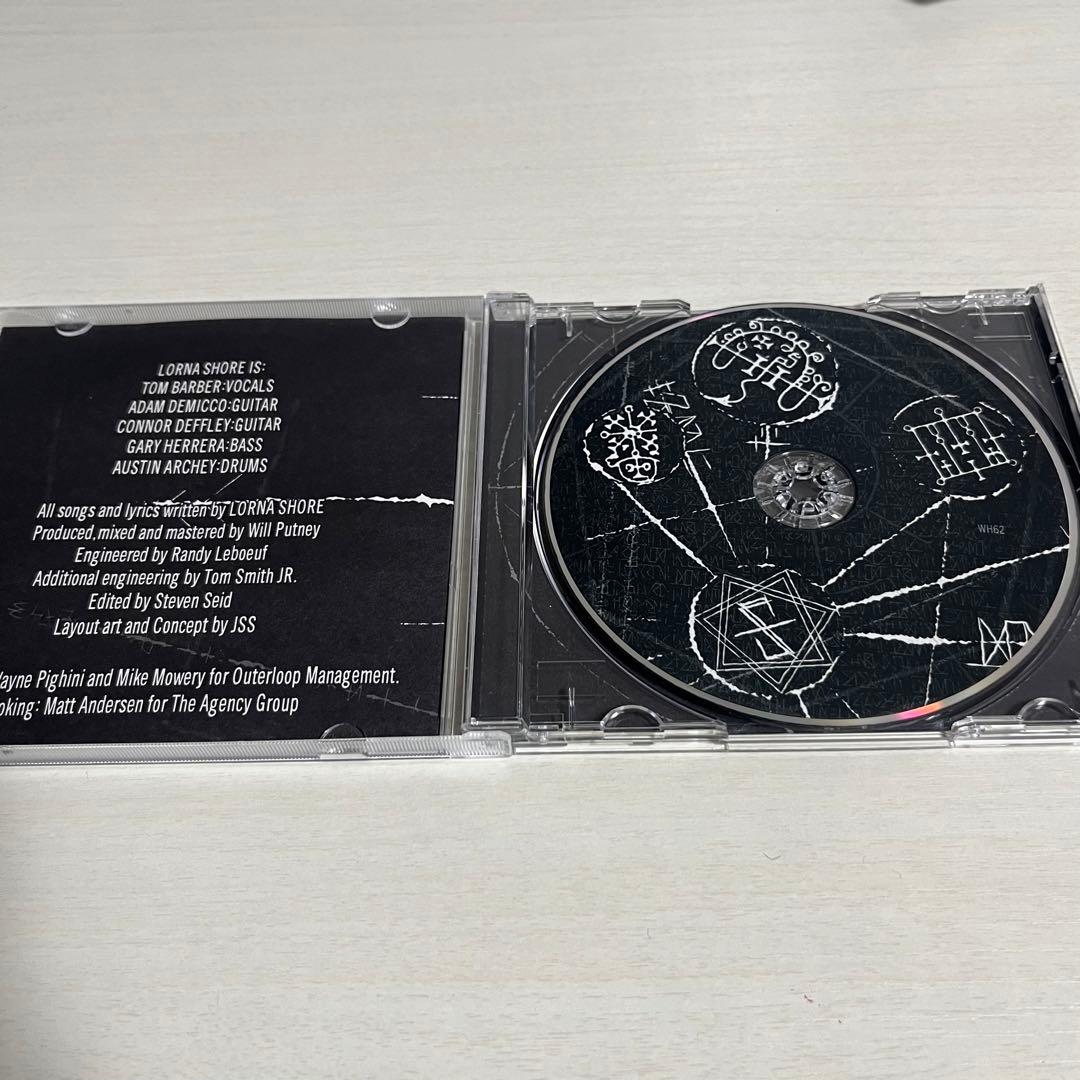 LORNA SHORE IS:
TOM BARBER:VOCALS
ADAM DEMICCO:GUITAR
CONNOR DEFFLEY:GUITAR
GARY HERRERA:BASS
AUSTIN ARCHEY:DRUMS
All songs and lyrics written by LORNA SHORE
Produced, mixed and mastered by Will Putney
Engineered by Randy Leboeuf
Additional engineering by Tom Smith JR.
Edited by Steven Seid
Layout art and Concept by JSS
Pighini and Mike Mowery for Outerloop Management.
Matt Andersen for The Agency Group
WH62